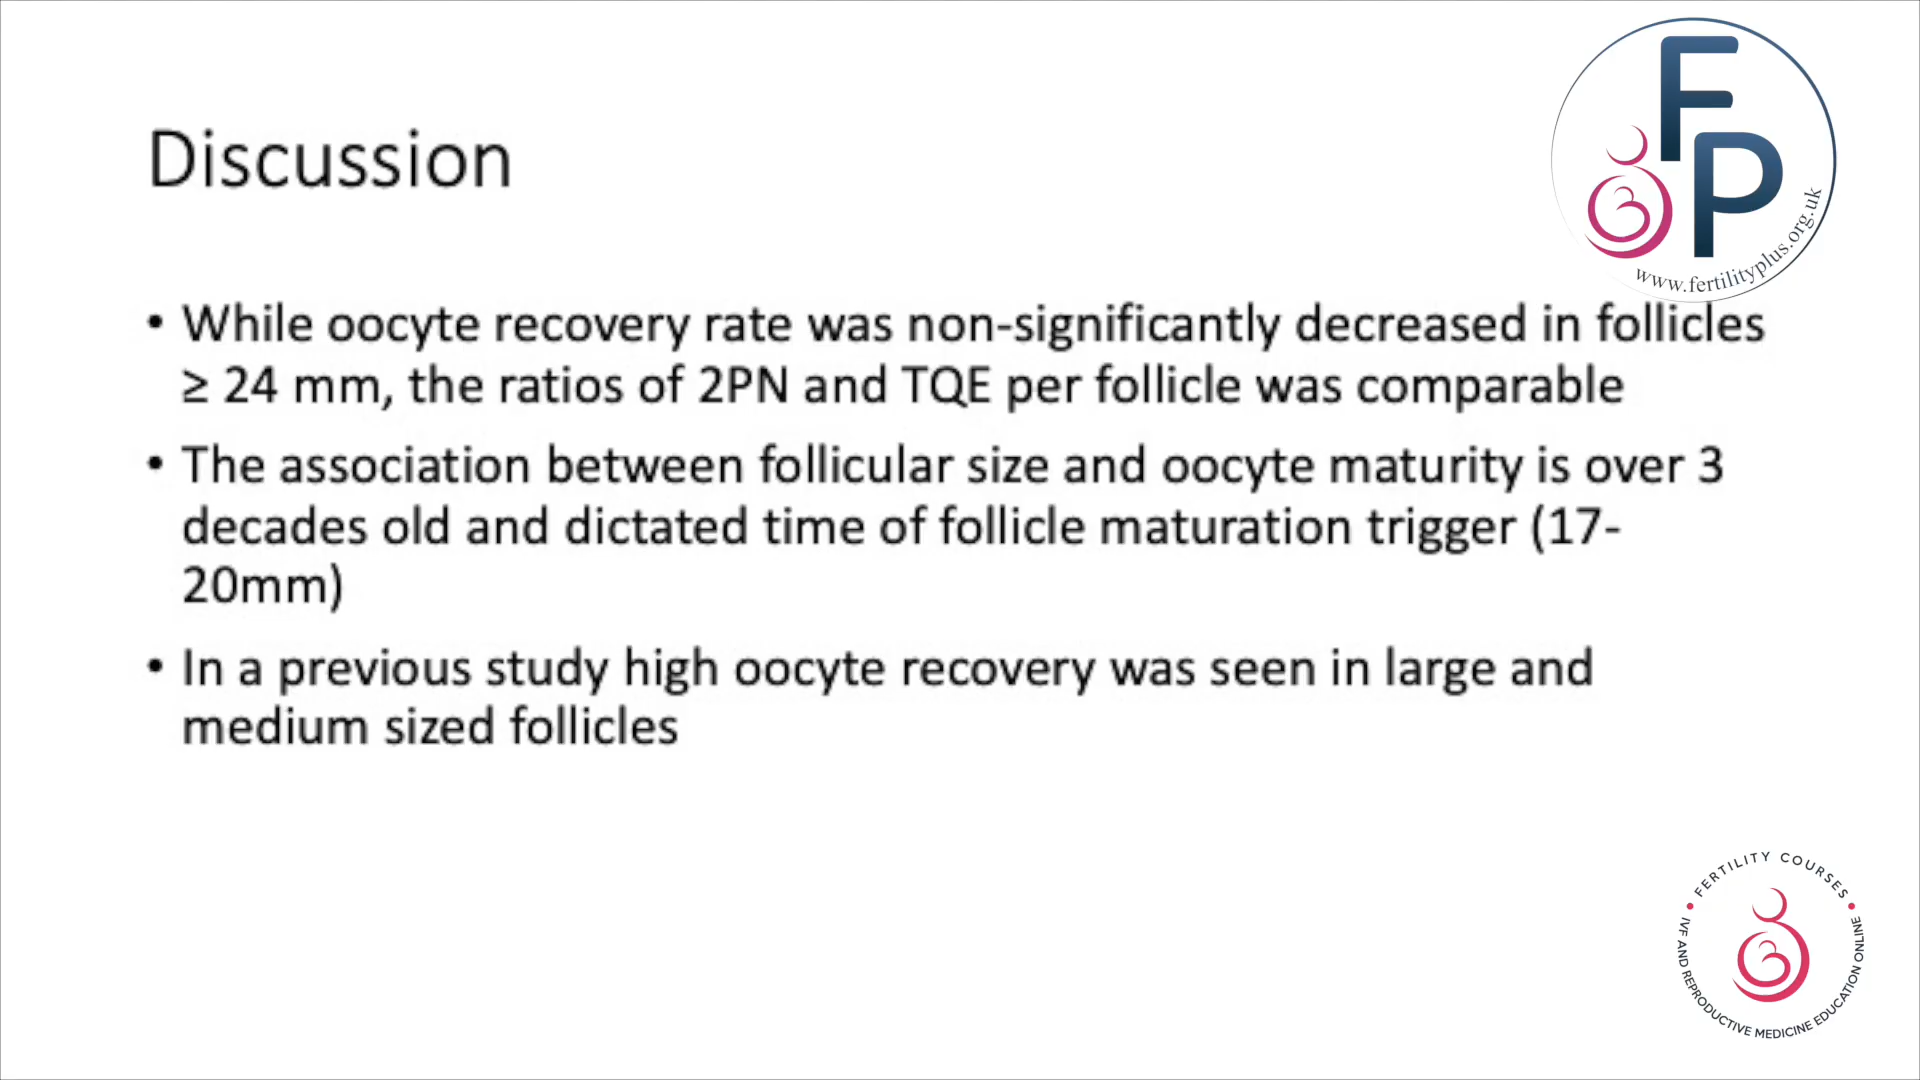 FP
www.fertilityplus.org.uk
Discussion
• While oocyte recovery rate was non-significantly decreased in follicles
≥ 24 mm, the ratios of 2PN and TQE per follicle was comparable
• The association between follicular size and oocyte maturity is over 3
decades old and dictated time of follicle maturation trigger (17-
20mm)
• In a previous study high oocyte recovery was seen in large and
medium sized follicles
• FERTILITY COURSES •
IVF AND REPRODUCTIVE MEDICINE EDUCATION ONLINE